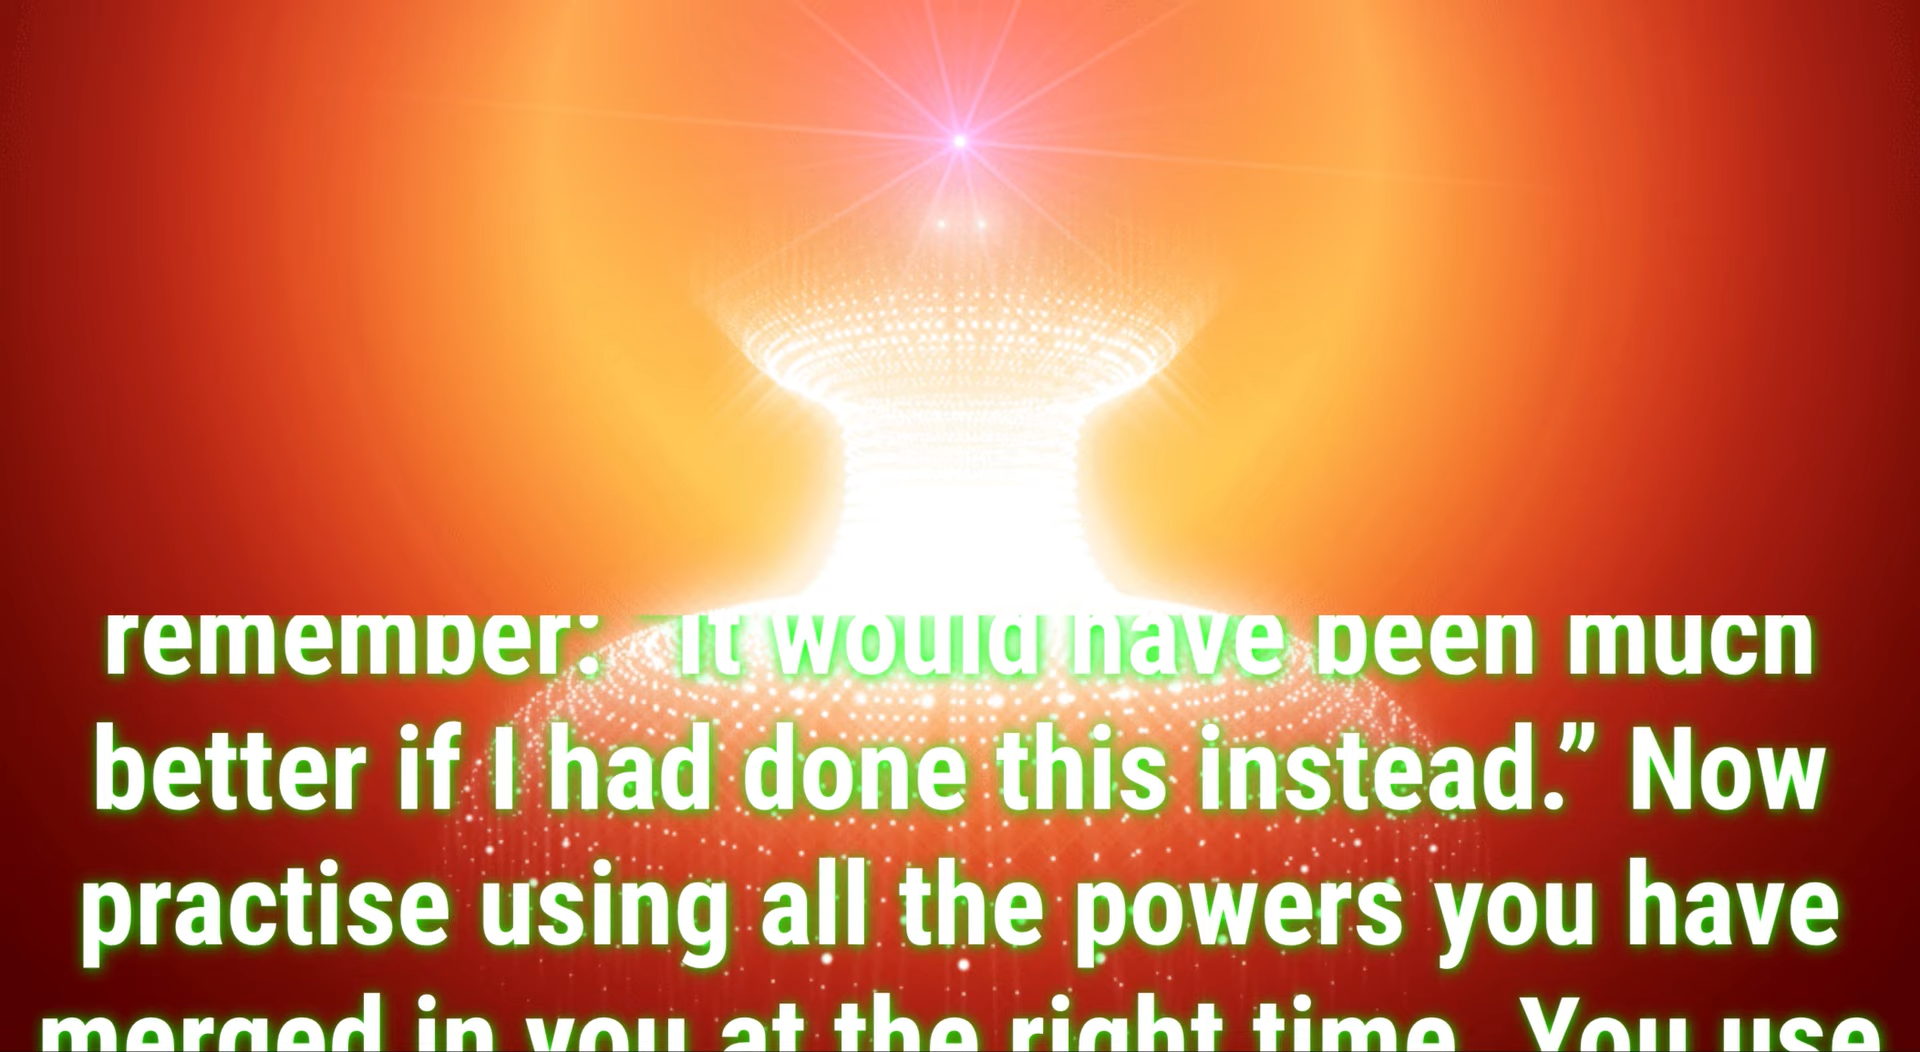 remember: “It would have been much
better if I had done this instead.” Now
practise using all the powers you have
merged in you at the right time. You use